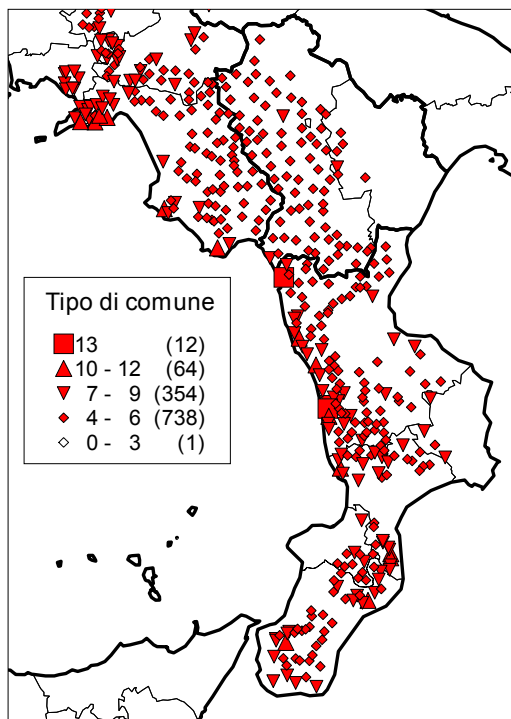 Tipo di comune
13 (12)
10 - 12 (64)
7 - 9 (354)
4 - 6 (738)
0 - 3 (1)